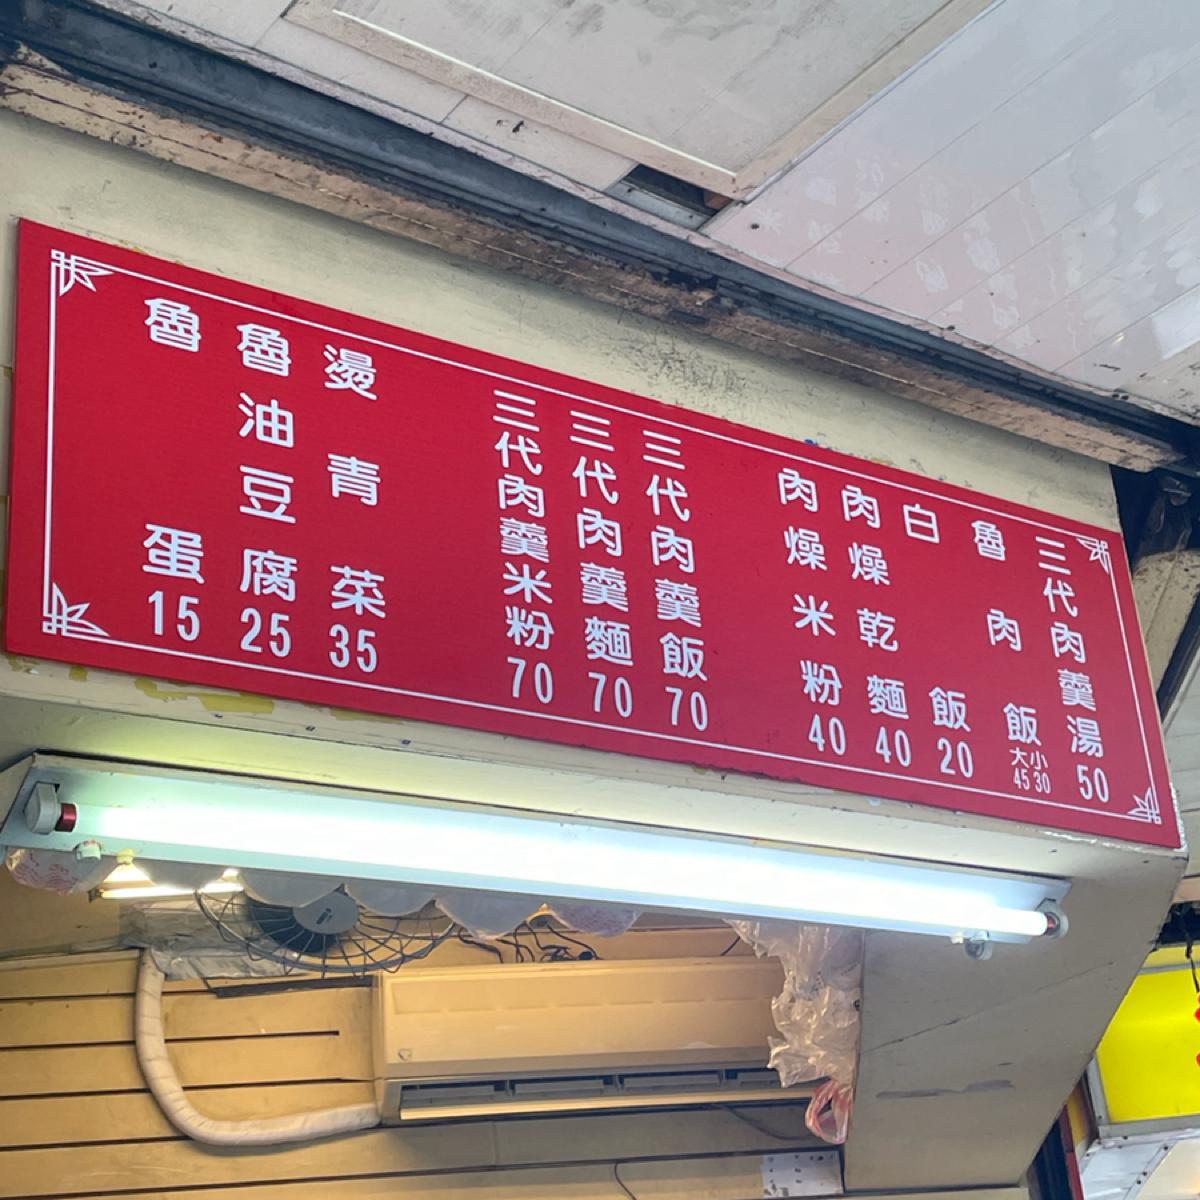 三代肉羹湯 50
魯肉飯 大45 小30
白飯 20
肉燥乾麵 40
肉燥米粉 40
三代肉羹飯 70
三代肉羹麵 70
三代肉羹米粉 70
燙青菜 35
魯油豆腐 25
魯蛋 15